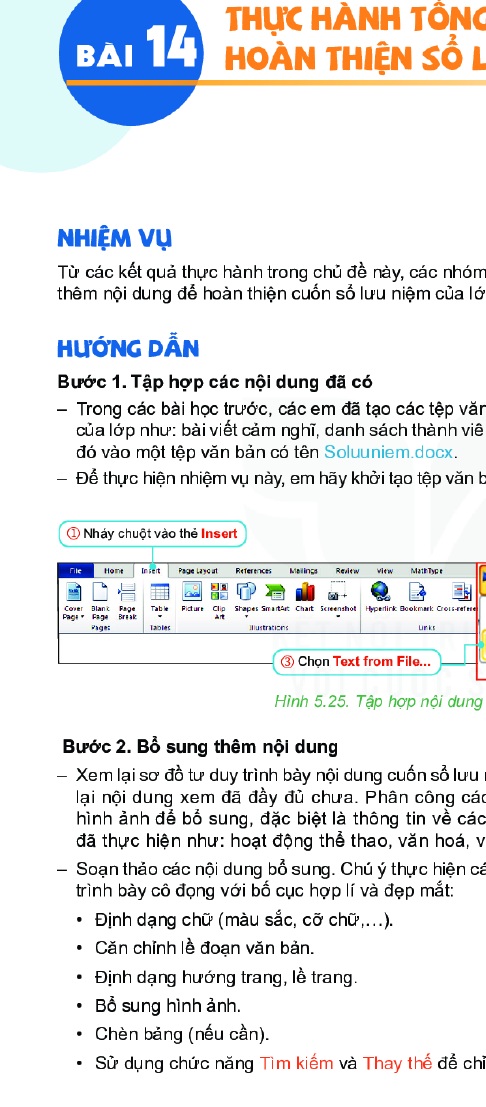 BÀI 14
THỰC HÀNH TỔNG
HOÀN THIỆN SỔ L
NHIỆM VỤ
Từ các kết quả thực hành trong chủ đề này, các nhóm
thêm nội dung để hoàn thiện cuốn sổ lưu niệm của lớ
HƯỚNG DẪN
Bước 1. Tập hợp các nội dung đã có
– Trong các bài học trước, các em đã tạo các tệp văn
của lớp như: bài viết cảm nghĩ, danh sách thành viê
đó vào một tệp văn bản có tên Soluuniem.docx.
– Để thực hiện nhiệm vụ này, em hãy khởi tạo tệp văn b
① Nháy chuột vào thẻ Insert
File Home Insert Page Layout References Mailings Review View MathType
Cover Page Blank Page Page Break Table Picture Clip Art Shapes SmartArt Chart Screenshot Hyperlink Bookmark Cross-refere
Pages Tables Illustrations Links
③ Chọn Text from File...
Hình 5.25. Tập hợp nội dung
Bước 2. Bổ sung thêm nội dung
– Xem lại sơ đồ tư duy trình bày nội dung cuốn sổ lưu
lại nội dung xem đã đầy đủ chưa. Phân công các
hình ảnh để bổ sung, đặc biệt là thông tin về các
đã thực hiện như: hoạt động thể thao, văn hoá, v
– Soạn thảo các nội dung bổ sung. Chú ý thực hiện cá
trình bày cô đọng với bố cục hợp lí và đẹp mắt:
• Định dạng chữ (màu sắc, cỡ chữ,…).
• Căn chỉnh lề đoạn văn bản.
• Định dạng hướng trang, lề trang.
• Bổ sung hình ảnh.
• Chèn bảng (nếu cần).
• Sử dụng chức năng Tìm kiếm và Thay thế để chỉ